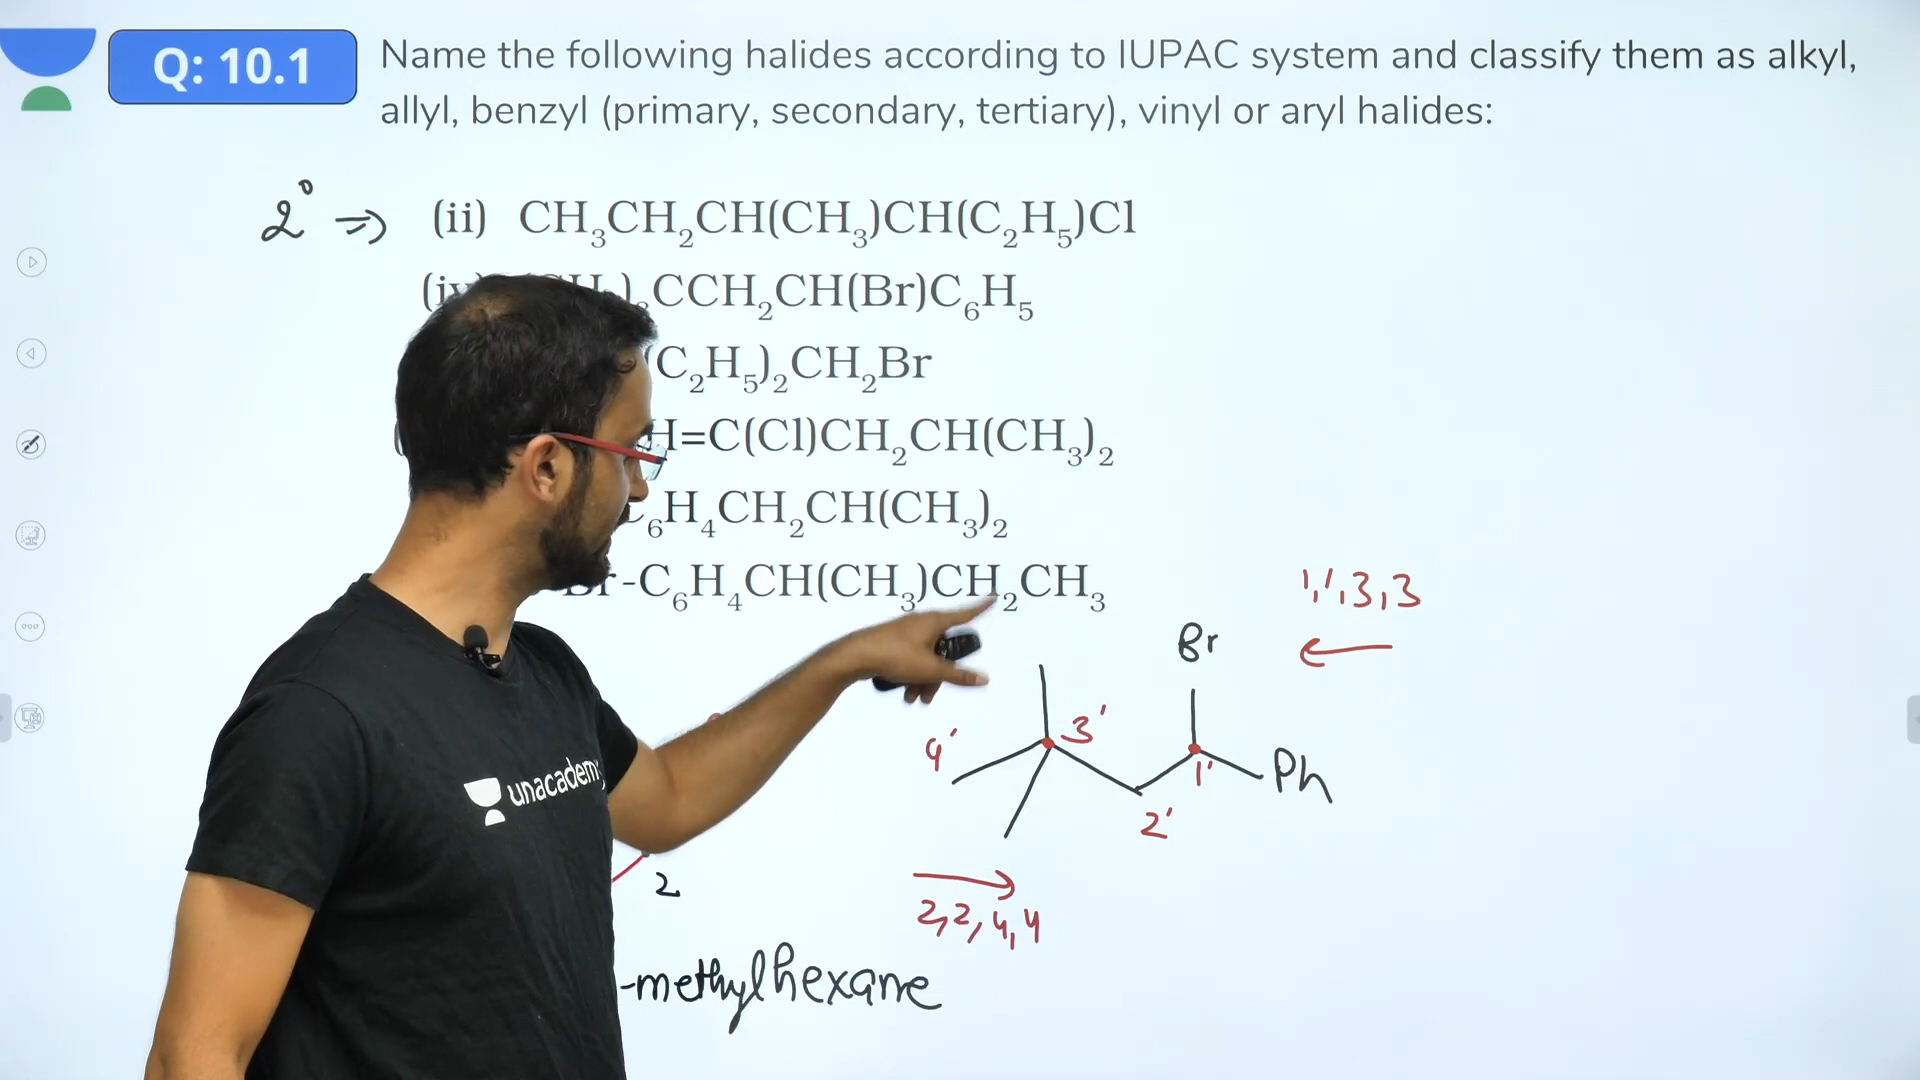 Q: 10.1
Name the following halides according to IUPAC system and classify them as alkyl,
allyl, benzyl (primary, secondary, tertiary), vinyl or aryl halides:
2° ⇒ (ii) CH₃CH₂CH(CH₃)CH(C₂H₅)Cl
CCH₂CH(Br)C₆H₅
(C₂H₅)₂CH₂Br
=C(Cl)CH₂CH(CH₃)₂
C₆H₄CH₂CH(CH₃)₂
-C₆H₄CH(CH₃)CH₂CH₃
1,1,3,3
Br
3'
4'
1'
Ph
2'
2
2,2,4,4
-methylhexane
unacademy